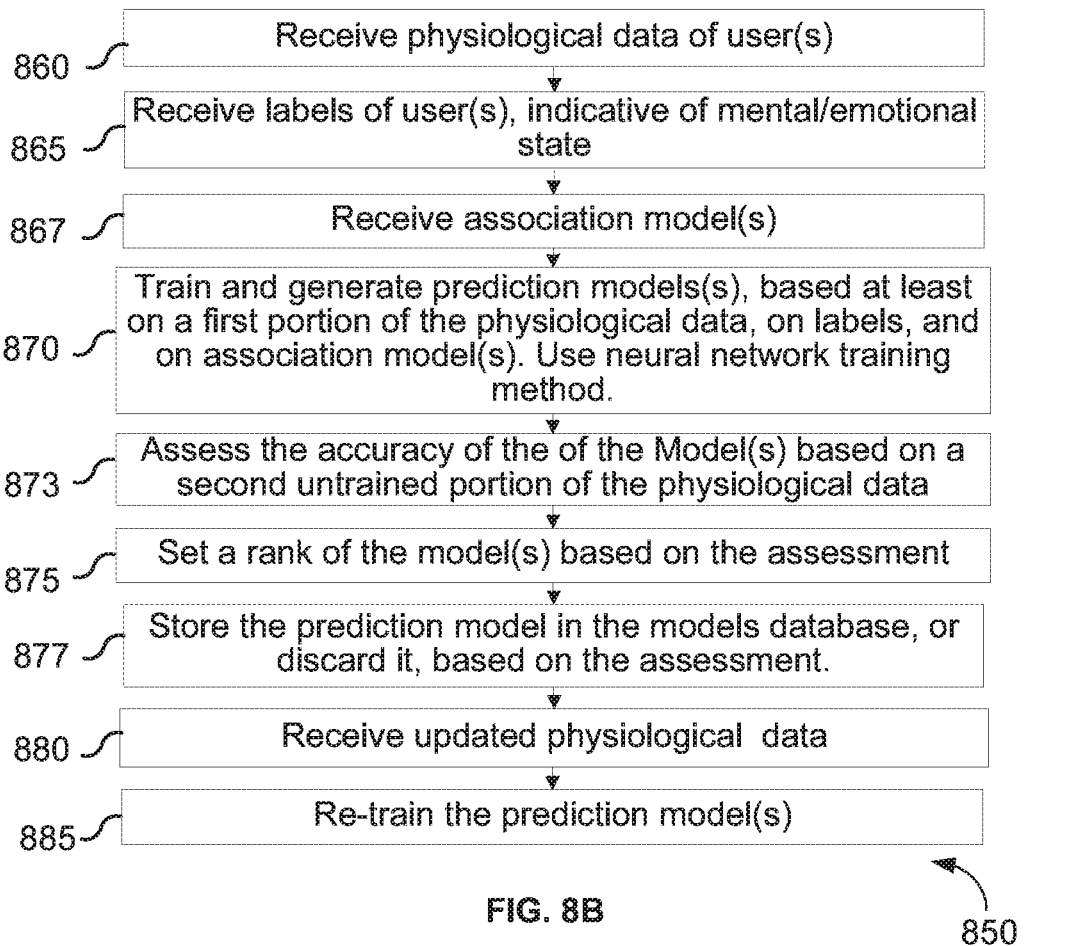 Receive physiological data of user(s)
860
Receive labels of user(s), indicative of mental/emotional
state
865
Receive association model(s)
867
Train and generate prediction models(s), based at least
on a first portion of the physiological data, on labels, and
on association model(s). Use neural network training
method.
870
Assess the accuracy of the of the Model(s) based on a
second untrained portion of the physiological data
873
Set a rank of the model(s) based on the assessment
875
Store the prediction model in the models database, or
discard it, based on the assessment.
877
Receive updated physiological data
880
Re-train the prediction model(s)
885
FIG. 8B
850